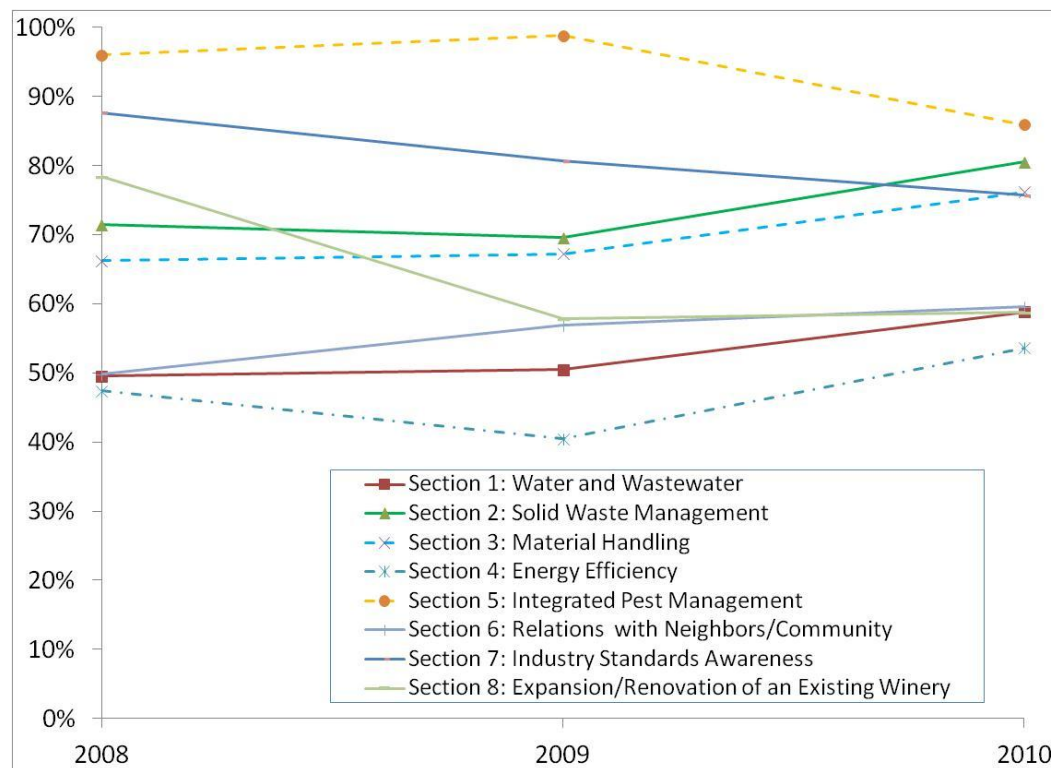 100%
90%
80%
70%
60%
50%
40%
30%
20%
10%
0%
Section 1: Water and Wastewater
Section 2: Solid Waste Management
Section 3: Material Handling
Section 4: Energy Efficiency
Section 5: Integrated Pest Management
Section 6: Relations with Neighbors/Community
Section 7: Industry Standards Awareness
Section 8: Expansion/Renovation of an Existing Winery
2008 2009 2010